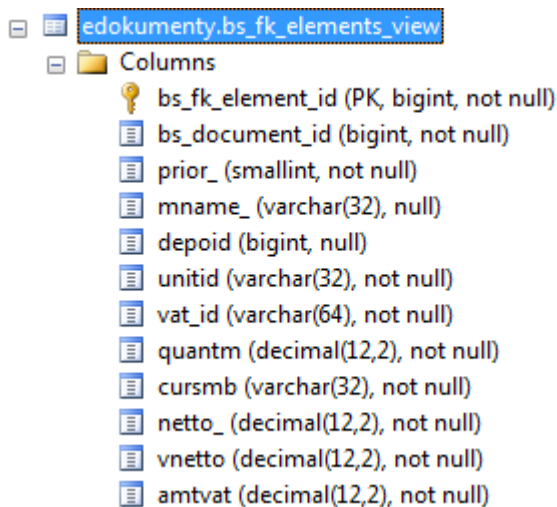 edokumenty.bs_fk_elements_view
Columns
bs_fk_element_id (PK, bigint, not null)
bs_document_id (bigint, not null)
prior_ (smallint, not null)
mname_ (varchar(32), null)
depoid (bigint, null)
unitid (varchar(32), not null)
vat_id (varchar(64), not null)
quantm (decimal(12,2), not null)
cursmb (varchar(32), not null)
netto_ (decimal(12,2), not null)
vnetto (decimal(12,2), not null)
amtvat (decimal(12,2), not null)